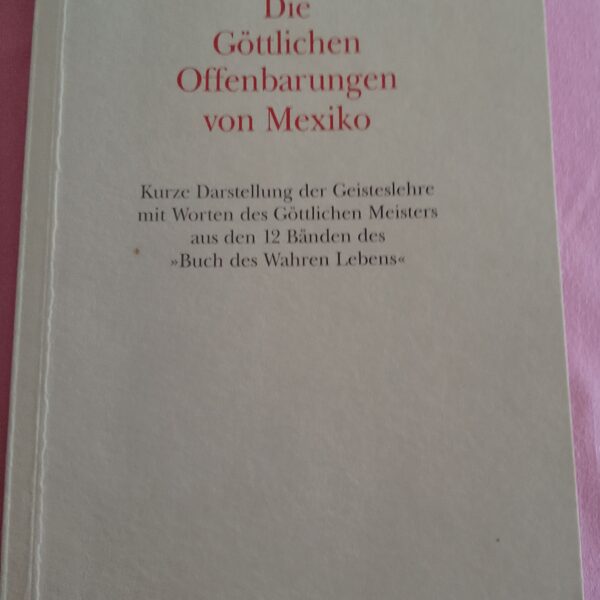 Die
Göttlichen
Offenbarungen
von Mexiko
Kurze Darstellung der Geisteslehre
mit Worten des Göttlichen Meisters
aus den 12 Bänden des
»Buch des Wahren Lebens«